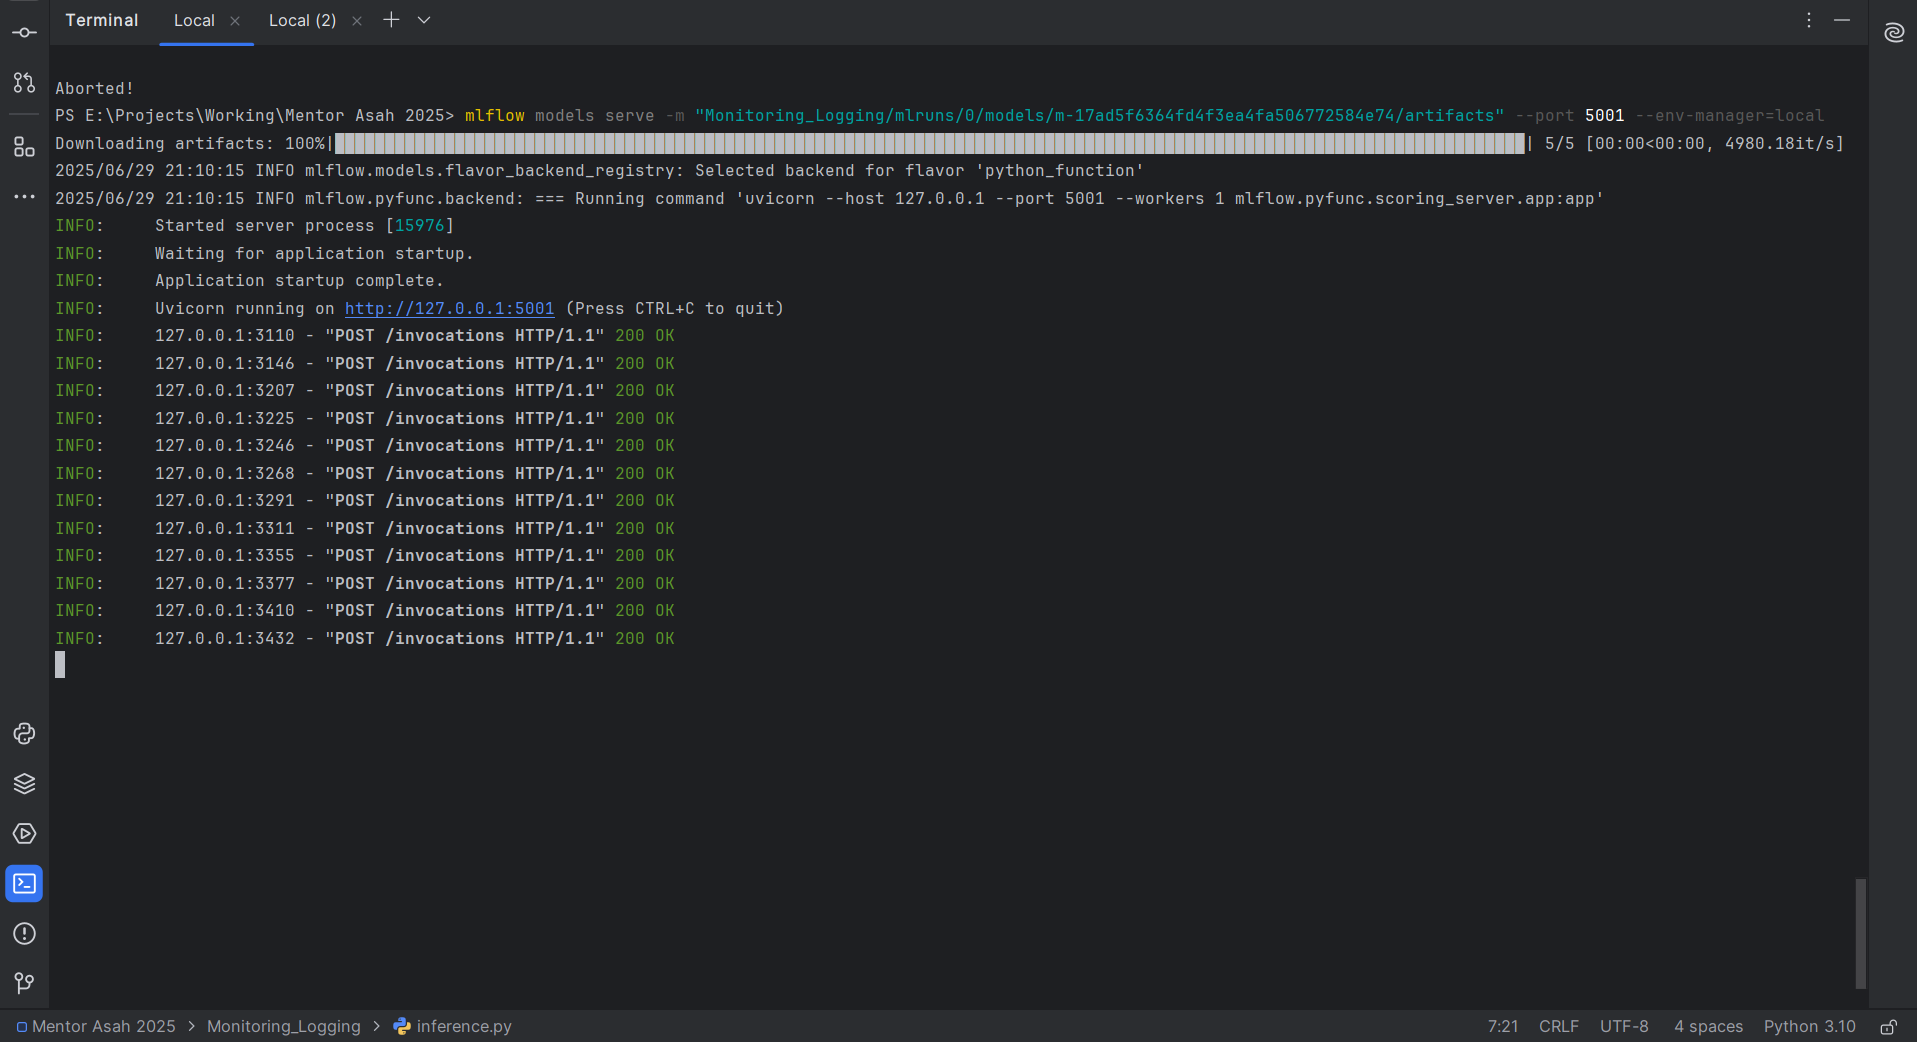 Terminal Local Local (2)
Aborted!
PS E:\Projects\Working\Mentor Asah 2025> mlflow models serve -m "Monitoring_Logging/mlruns/0/models/m-17ad5f6364fd4f3ea4fa506772584e74/artifacts" --port 5001 --env-manager=local
Downloading artifacts: 100%| | 5/5 [00:00<00:00, 4980.18it/s]
2025/06/29 21:10:15 INFO mlflow.models.flavor_backend_registry: Selected backend for flavor 'python_function'
2025/06/29 21:10:15 INFO mlflow.pyfunc.backend: === Running command 'uvicorn --host 127.0.0.1 --port 5001 --workers 1 mlflow.pyfunc.scoring_server.app:app'
INFO: Started server process [15976]
INFO: Waiting for application startup.
INFO: Application startup complete.
INFO: Uvicorn running on http://127.0.0.1:5001 (Press CTRL+C to quit)
INFO: 127.0.0.1:3110 - "POST /invocations HTTP/1.1" 200 OK
INFO: 127.0.0.1:3146 - "POST /invocations HTTP/1.1" 200 OK
INFO: 127.0.0.1:3207 - "POST /invocations HTTP/1.1" 200 OK
INFO: 127.0.0.1:3225 - "POST /invocations HTTP/1.1" 200 OK
INFO: 127.0.0.1:3246 - "POST /invocations HTTP/1.1" 200 OK
INFO: 127.0.0.1:3268 - "POST /invocations HTTP/1.1" 200 OK
INFO: 127.0.0.1:3291 - "POST /invocations HTTP/1.1" 200 OK
INFO: 127.0.0.1:3311 - "POST /invocations HTTP/1.1" 200 OK
INFO: 127.0.0.1:3355 - "POST /invocations HTTP/1.1" 200 OK
INFO: 127.0.0.1:3377 - "POST /invocations HTTP/1.1" 200 OK
INFO: 127.0.0.1:3410 - "POST /invocations HTTP/1.1" 200 OK
INFO: 127.0.0.1:3432 - "POST /invocations HTTP/1.1" 200 OK
Mentor Asah 2025 > Monitoring_Logging > inference.py 7:21 CRLF UTF-8 4 spaces Python 3.10